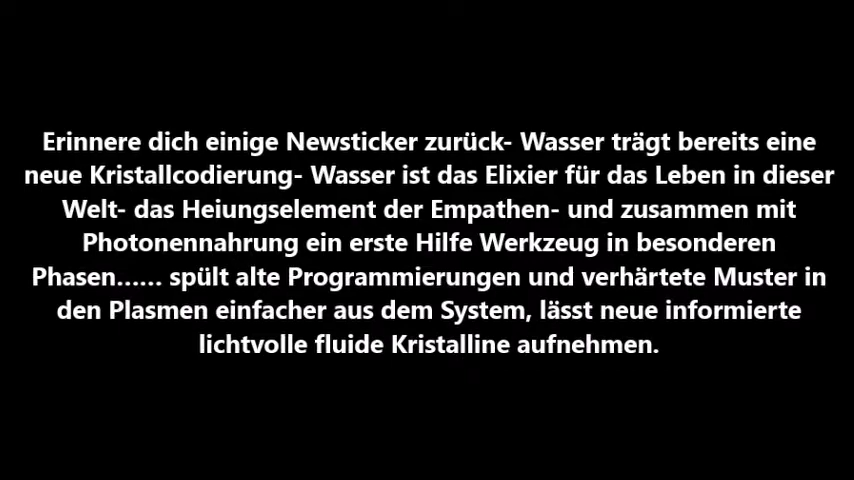 Erinnere dich einige Newsticker zurück- Wasser trägt bereits eine
neue Kristallcodierung- Wasser ist das Elixier für das Leben in dieser
Welt- das Heiungselement der Empathen- und zusammen mit
Photonennahrung ein erste Hilfe Werkzeug in besonderen
Phasen…… spült alte Programmierungen und verhärtete Muster in
den Plasmen einfacher aus dem System, lässt neue informierte
lichtvolle fluide Kristalline aufnehmen.